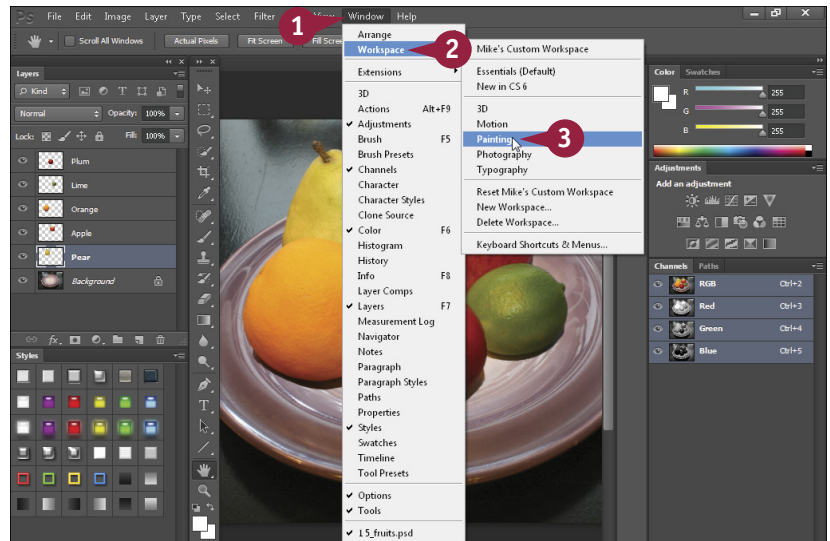 Ps File Edit Image Layer Type Select Filter Window Help
1
Scroll All Windows Actual Pixels Fit Screen Fill Screen
Arrange
Workspace
2
Extensions
3D
Actions Alt+F9
Adjustments
Brush F5
Brush Presets
Channels
Character
Character Styles
Clone Source
Color F6
Histogram
History
Info F8
Layer Comps
Layers F7
Measurement Log
Navigator
Notes
Paragraph
Paragraph Styles
Paths
Properties
Styles
Swatches
Timeline
Tool Presets
Options
Tools
15_fruits.psd
Mike's Custom Workspace
Essentials (Default)
New in CS 6
3D
Motion
Painting
3
Photography
Typography
Reset Mike's Custom Workspace
New Workspace...
Delete Workspace...
Keyboard Shortcuts & Menus...
Layers
Kind
Normal Opacity: 100%
Lock: Fill: 100%
Plum
Lime
Orange
Apple
Pear
Background
fx
Styles
Color Swatches
R 255
G 255
B 255
Adjustments
Add an adjustment
Channels Paths
RGB Ctrl+2
Red Ctrl+3
Green Ctrl+4
Blue Ctrl+5